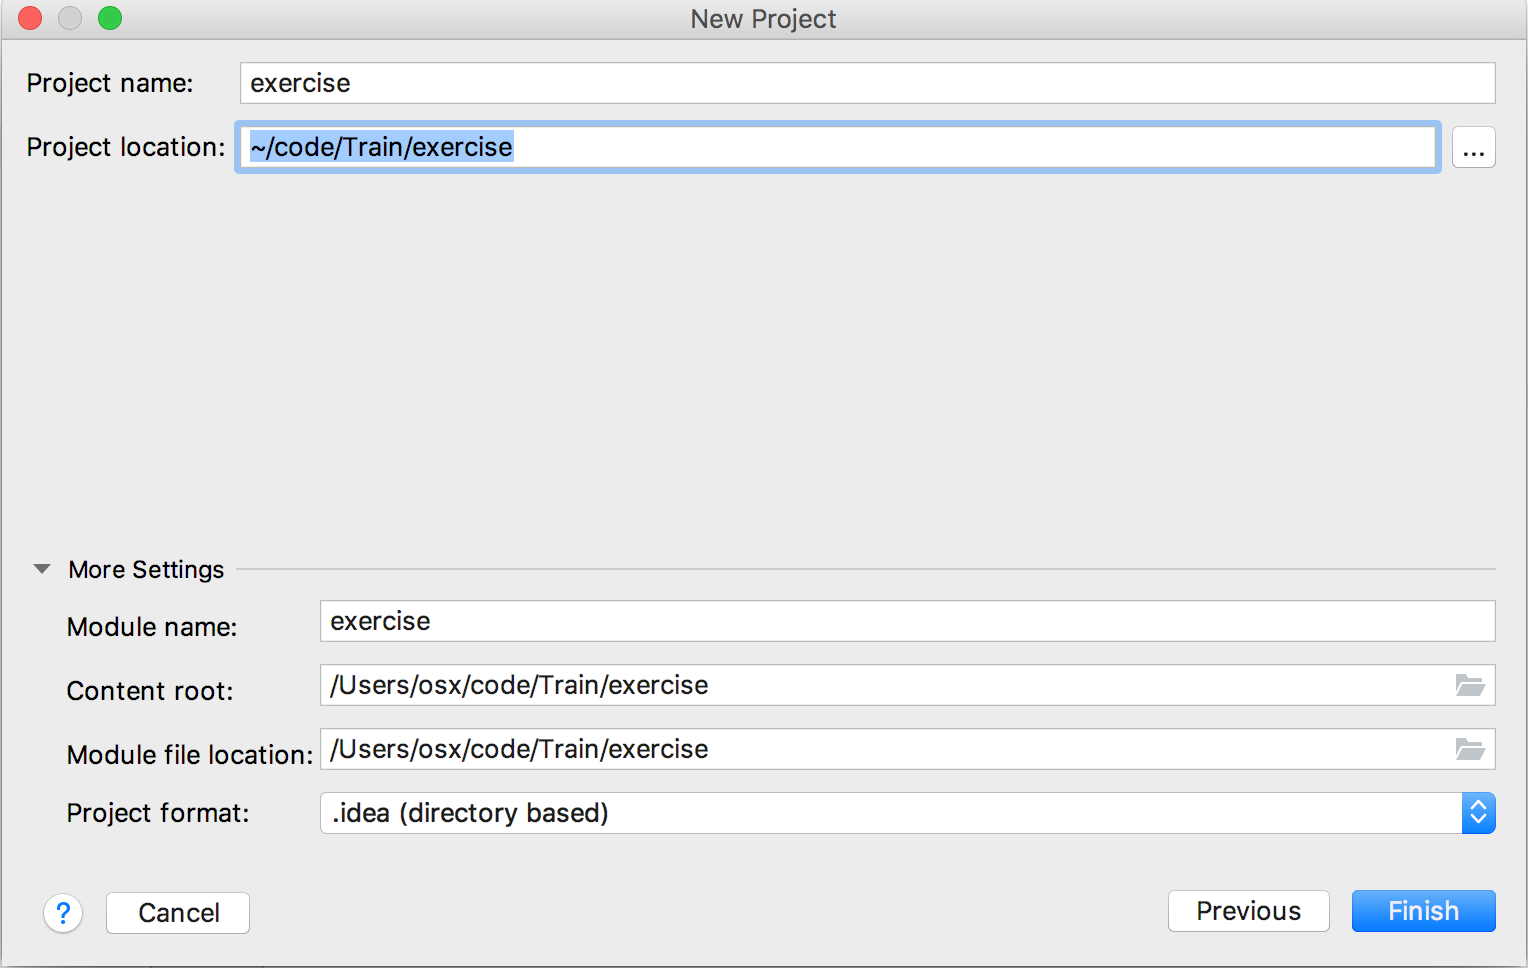 New Project
Project name: exercise
Project location: ~/code/Train/exercise ...
More Settings
Module name: exercise
Content root: /Users/osx/code/Train/exercise
Module file location: /Users/osx/code/Train/exercise
Project format: .idea (directory based)
? Cancel Previous Finish